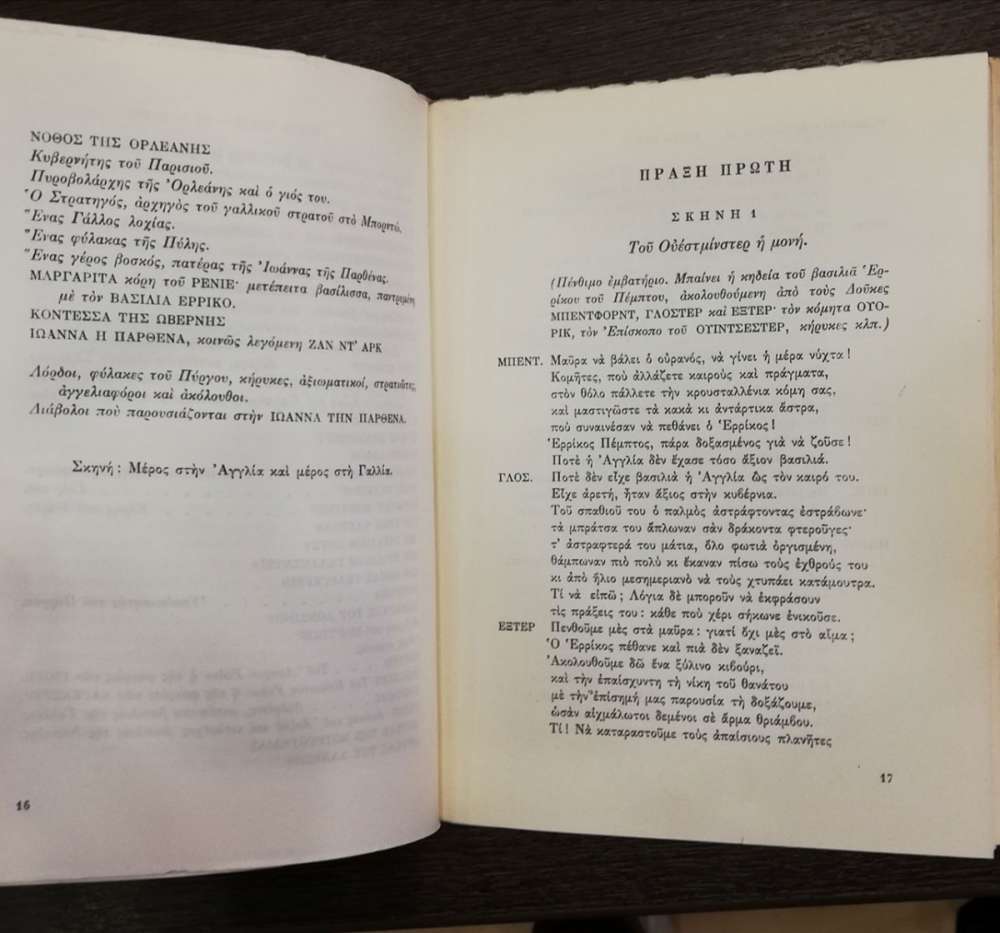 ΝΟΘΟΣ ΤΗΣ ΟΡΛΕΑΝΗΣ
Κυβερνήτης τοῦ Παρισιοῦ.
Πυροβολάρχης τῆς Ὀρλεάνης καὶ ὁ γιός του.
Ὁ Στρατηγός, ἀρχηγὸς τοῦ γαλλικοῦ στρατοῦ στὸ Μπορντώ.
Ἕνας Γάλλος λοχίας.
Ἕνας φύλακας τῆς Πύλης.
Ἕνας γέρος βοσκός, πατέρας τῆς Ἰωάννας τῆς Παρθένας.
ΜΑΡΓΑΡΙΤΑ κόρη τοῦ ΡΕΝΙΕ· μετέπειτα βασίλισσα, παντρεμένη
μὲ τὸν ΒΑΣΙΛΙΑ ΕΡΡΙΚΟ.
ΚΟΝΤΕΣΣΑ ΤΗΣ ΩΒΕΡΝΗΣ
ΙΩΑΝΝΑ Η ΠΑΡΘΕΝΑ, κοινῶς λεγόμενη ΖΑΝ ΝΤ' ΑΡΚ
Λόρδοι, φύλακες τοῦ Πύργου, κήρυκες, ἀξιωματικοί, στρατιῶτες,
ἀγγελιαφόροι καὶ ἀκόλουθοι.
Διάβολοι ποὺ παρουσιάζονται στὴν ΙΩΑΝΝΑ ΤΗΝ ΠΑΡΘΕΝΑ.
Σκηνή : Μέρος στὴν Ἀγγλία καὶ μέρος στὴ Γαλλία.
16
ΠΡΑΞΗ ΠΡΩΤΗ
ΣΚΗΝΗ 1
Τοῦ Οὐέστμίνστερ ἡ μονή.
(Πένθιμο ἐμβατήριο. Μπαίνει ἡ κηδεία τοῦ βασιλιᾶ Ἑρ-
ρίκου τοῦ Πέμπτου, ἀκολουθούμενη ἀπὸ τοὺς Δοῦκες
ΜΠΕΝΤΦΟΡΝΤ, ΓΛΟΣΤΕΡ καὶ ΕΞΤΕΡ· τὸν κόμητα ΟΥΟ-
ΡΙΚ, τὸν Ἐπίσκοπο τοῦ ΟΥΙΝΤΣΕΣΤΕΡ, κήρυκες κλπ.)
ΜΠΕΝΤ. Μαῦρα νὰ βάλει ὁ οὐρανός, νὰ γίνει ἡ μέρα νύχτα !
Κομῆτες, ποὺ ἀλλάζετε καιροὺς καὶ πράγματα,
στὸν θόλο πάλλετε τὴν κρουσταλλένια κόμη σας,
καὶ μαστιγῶστε τὰ κακὰ κι ἀντάρτικα ἄστρα,
ποὺ συναινέσαν νὰ πεθάνει ὁ Ἐρρίκος !
Ἐρρίκος Πέμπτος, πάρα δοξασμένος γιὰ νὰ ζοῦσε !
Ποτὲ ἡ Ἀγγλία δὲν ἔχασε τόσο ἄξιον βασιλιά.
ΓΛΟΣ. Ποτὲ δὲν εἶχε βασιλιὰ ἡ Ἀγγλία ὣς τὸν καιρό του.
Εἶχε ἀρετή, ἤταν ἄξιος στὴν κυβέρνια.
Τοῦ σπαθιοῦ του ὁ παλμὸς ἀστράφτοντας ἐστράβωνε·
τὰ μπράτσα του ἅπλωναν σὰν δράκοντα φτεροῦγες·
τ' ἀστραφτερά του μάτια, ὅλο φωτιὰ ὀργισμένη,
θάμπωναν πιὸ πολὺ κι ἔκαναν πίσω τοὺς ἐχθρούς του
κι ἀπὸ ἥλιο μεσημεριανὸ νὰ τοὺς χτυπάει κατάμουτρα.
Τί νὰ εἰπῶ ; Λόγια δὲ μποροῦν νὰ ἐκφράσουν
τὶς πράξεις του : κάθε ποὺ χέρι σήκωνε ἐνικοῦσε.
ΕΞΤΕΡ Πενθοῦμε μὲς στὰ μαῦρα : γιατί ὄχι μὲς στὸ αἷμα ;
Ὁ Ἐρρίκος πέθανε καὶ πιὰ δὲν ξαναζεῖ.
Ἀκολουθοῦμε δῶ ἕνα ξύλινο κιβούρι,
καὶ τὴν ἐπαίσχυντη τὴ νίκη τοῦ θανάτου
μὲ τὴν ἐπίσημή μας παρουσία τὴ δοξάζουμε,
ὡσὰν αἰχμάλωτοι δεμένοι σὲ ἅρμα θριάμβου.
Τί ! Νὰ καταραστοῦμε τοὺς ἀπαίσιους πλανῆτες
17